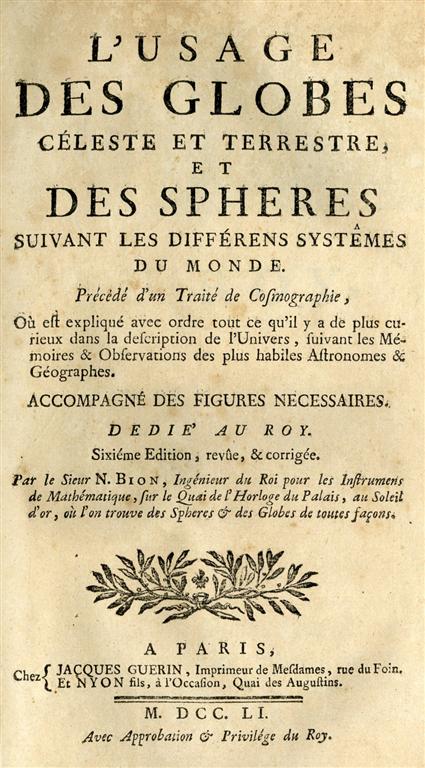 L'USAGE
DES GLOBES
CÉLESTE ET TERRESTRE,
ET
DES SPHERES
SUIVANT LES DIFFÉRENS SYSTÊMES
DU MONDE.
Précédé d'un Traité de Coſmographie,
Où eſt expliqué avec ordre tout ce qu'il y a de plus cu-
rieux dans la deſcription de l'Univers, ſuivant les Mé-
moires & Obſervations des plus habiles Aſtronomes &
Géographes.
ACCOMPAGNÉ DES FIGURES NECESSAIRES.
DEDIE' AU ROY.
Sixiéme Edition, revûe, & corrigée.
Par le Sieur N. BION, Ingénieur du Roi pour les Inſtrumens
de Mathématique, ſur le Quai de l'Horloge du Palais, au Soleil
d'or, où l'on trouve des Spheres & des Globes de toutes façons.
A PARIS,
Chez { JACQUES GUERIN, Imprimeur de Meſdames, rue du Foin.
Et NYON fils, à l'Occaſion, Quai des Auguſtins.
M. DCC. LI.
Avec Approbation & Privilége du Roy.